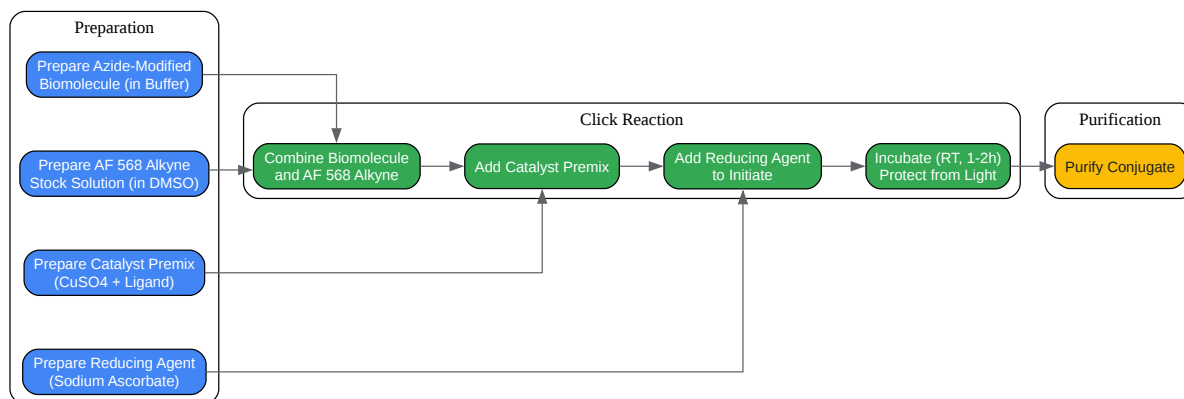 Preparation
Prepare Azide-Modified
Biomolecule (in Buffer)
Prepare AF 568 Alkyne
Stock Solution (in DMSO)
Prepare Catalyst Premix
(CuSO4 + Ligand)
Prepare Reducing Agent
(Sodium Ascorbate)
Click Reaction
Combine Biomolecule
and AF 568 Alkyne
Add Catalyst Premix
Add Reducing Agent
to Initiate
Incubate (RT, 1-2h)
Protect from Light
Purification
Purify Conjugate